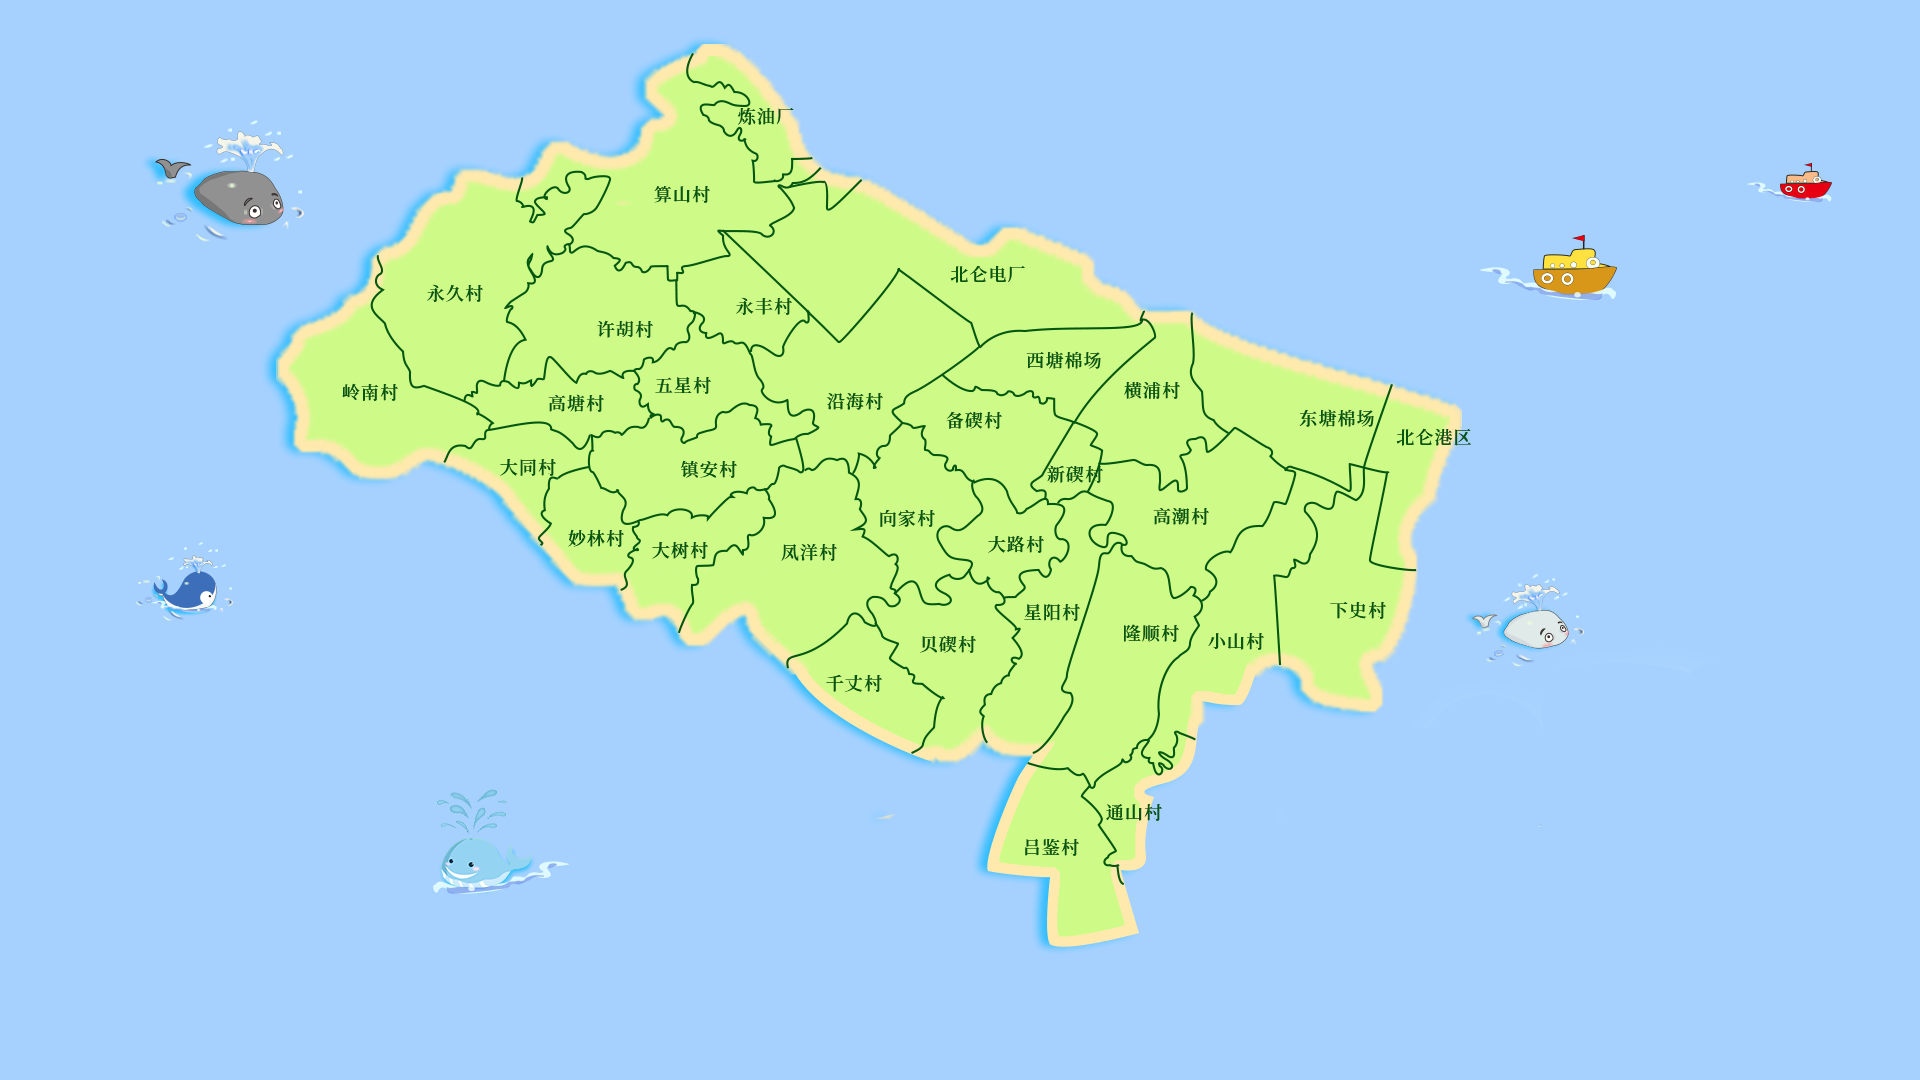 炼油厂
算山村
北仑电厂
永久村
永丰村
许胡村
西塘棉场
五星村
横浦村
岭南村
高塘村
沿海村
备碶村
东塘棉场
北仑港区
大同村
镇安村
新碶村
向家村
高潮村
妙林村
大树村
凤洋村
大路村
星阳村
下史村
隆顺村
小山村
贝碶村
千丈村
通山村
吕鉴村